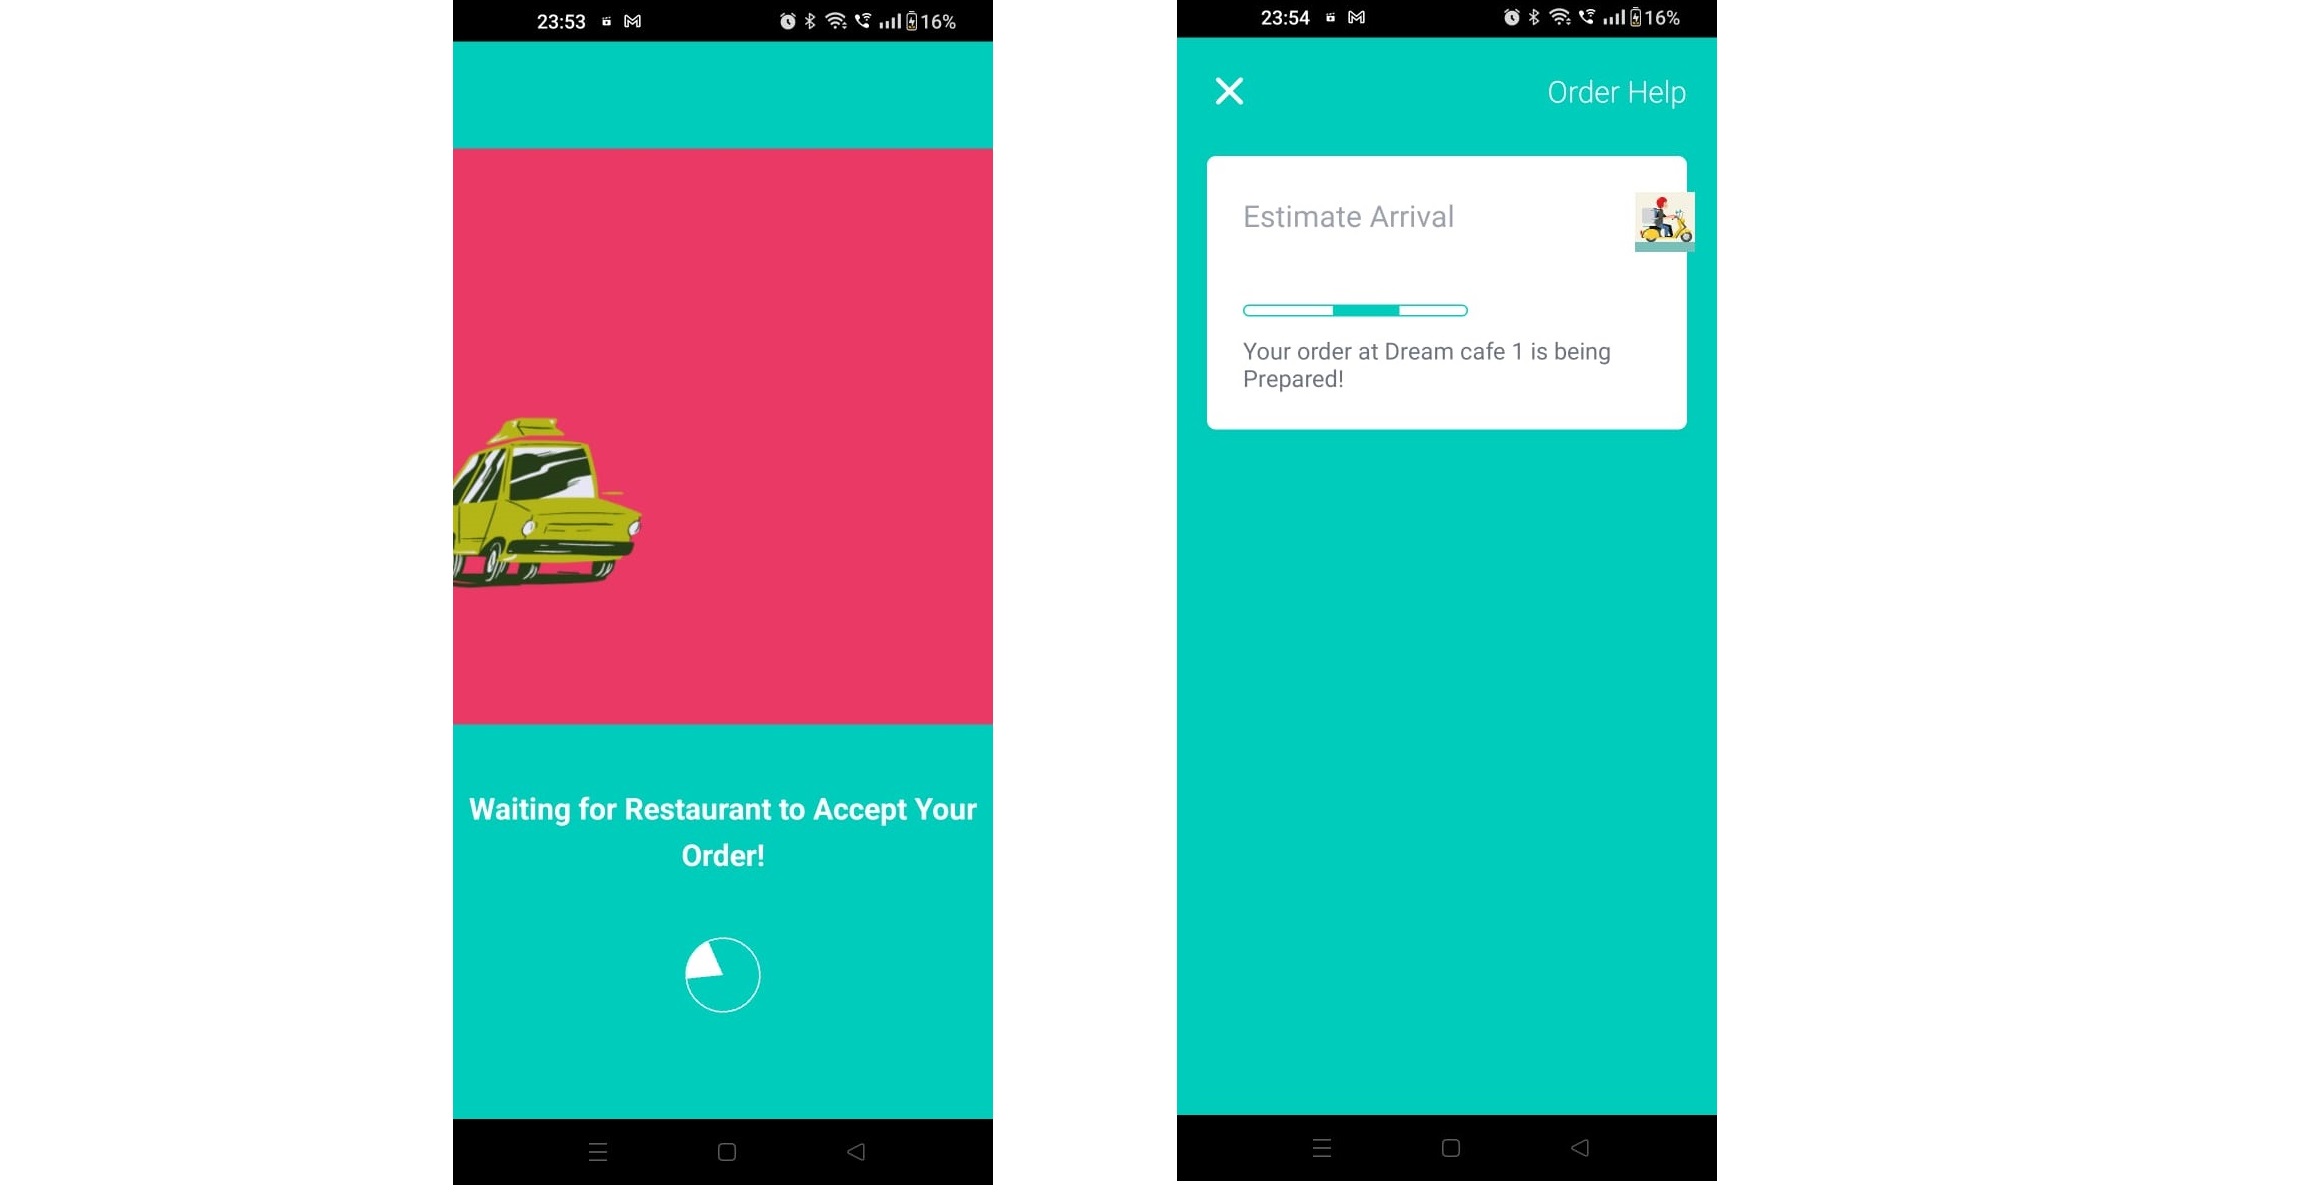 23:53
16%
Waiting for Restaurant to Accept Your
Order!
23:54
16%
Order Help
Estimate Arrival
Your order at Dream cafe 1 is being
Prepared!